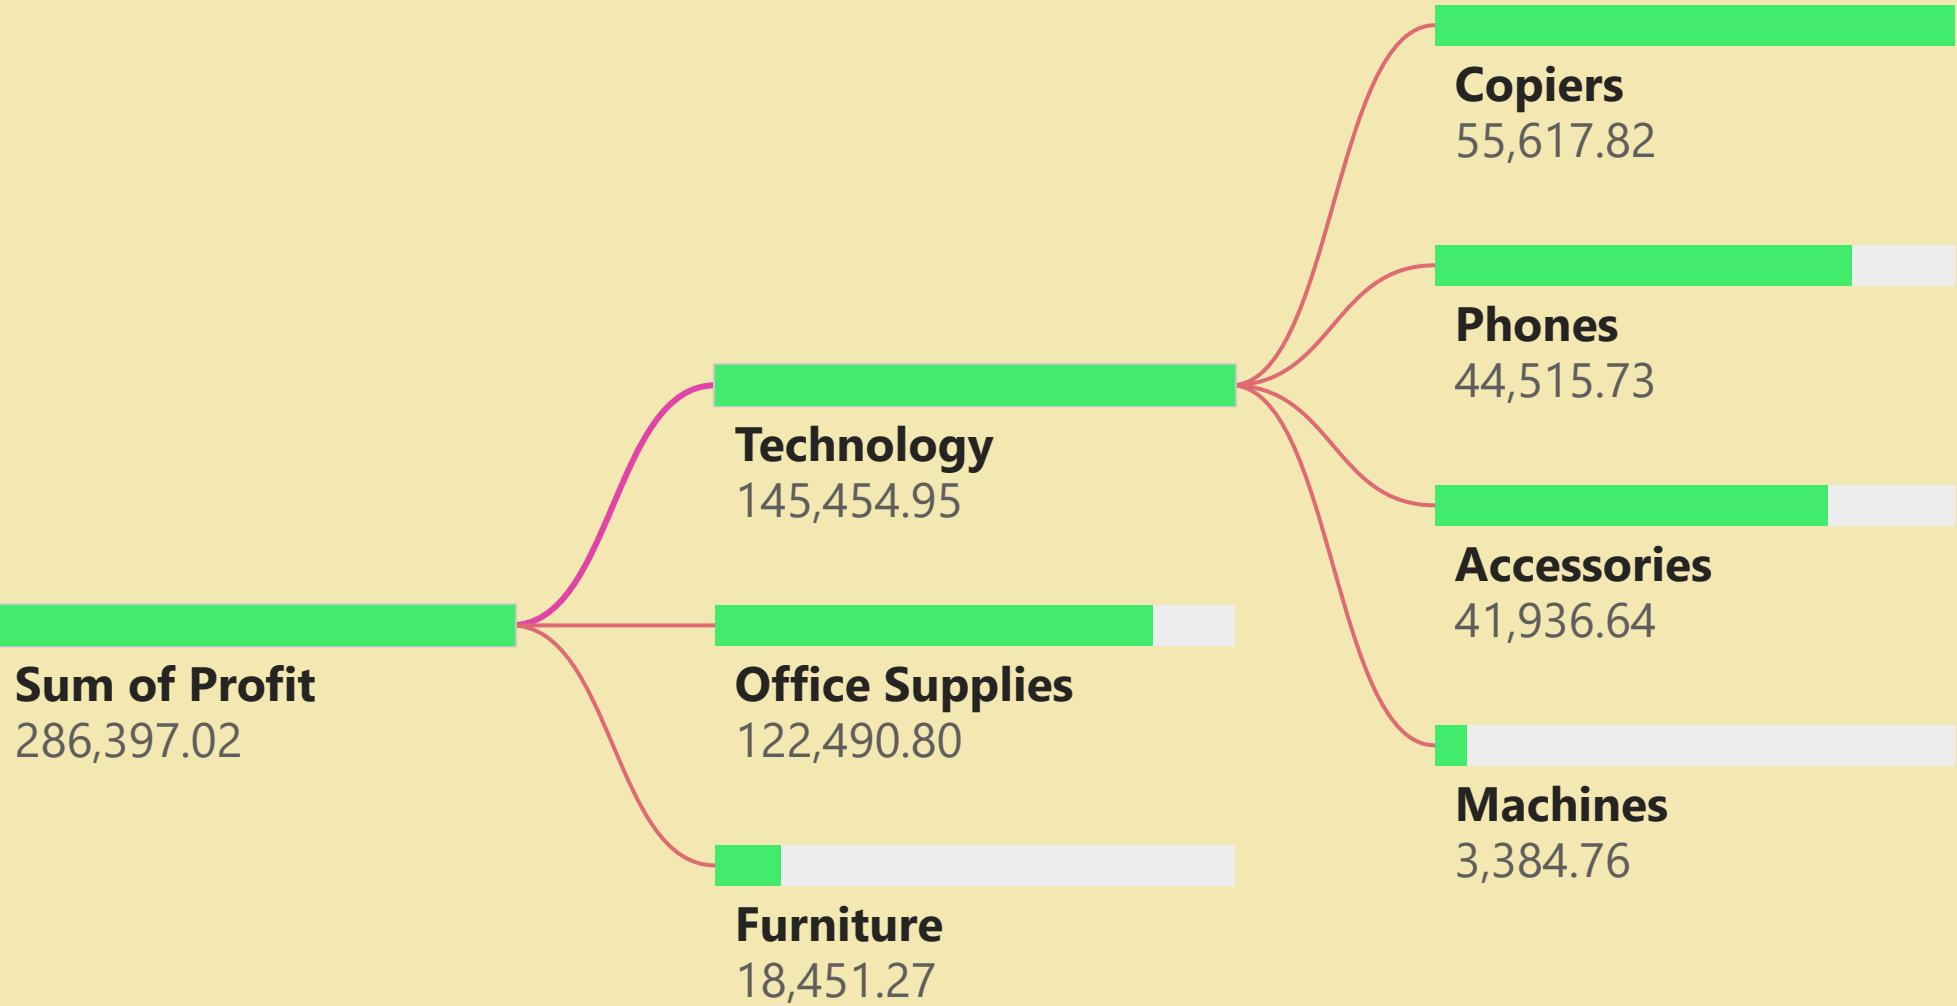 Sum of Profit
286,397.02
Technology
145,454.95
Office Supplies
122,490.80
Furniture
18,451.27
Copiers
55,617.82
Phones
44,515.73
Accessories
41,936.64
Machines
3,384.76